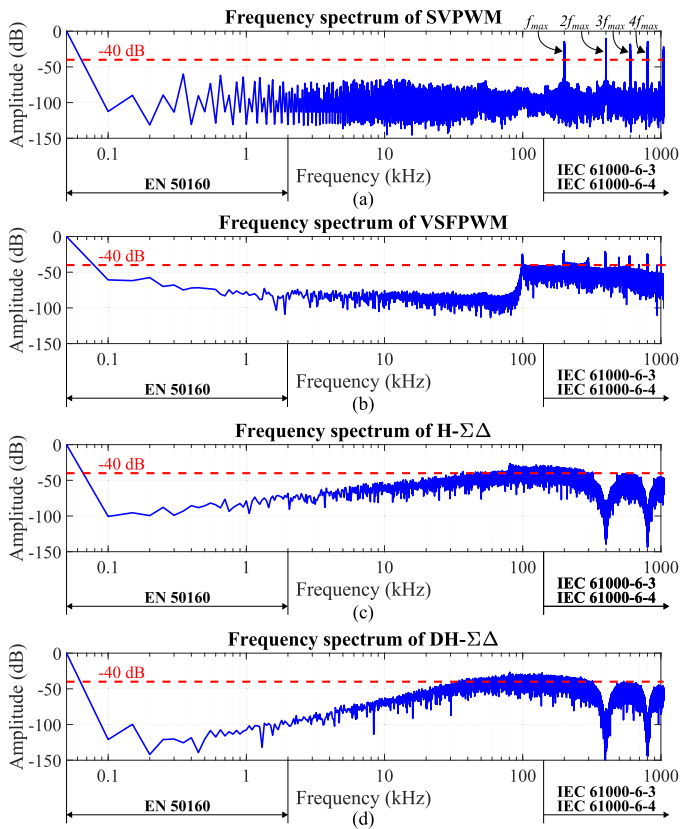 Frequency spectrum of SVPWM
f_max 2f_max 3f_max 4f_max
Amplitude (dB)
0
-50
-100
-150
-40 dB
0.1 1 10 100 1000
Frequency (kHz)
EN 50160
IEC 61000-6-3
IEC 61000-6-4
(a)
Frequency spectrum of VSFPWM
Amplitude (dB)
0
-50
-100
-150
-40 dB
0.1 1 10 100 1000
Frequency (kHz)
EN 50160
IEC 61000-6-3
IEC 61000-6-4
(b)
Frequency spectrum of H-ΣΔ
Amplitude (dB)
0
-50
-100
-150
-40 dB
0.1 1 10 100 1000
Frequency (kHz)
EN 50160
IEC 61000-6-3
IEC 61000-6-4
(c)
Frequency spectrum of DH-ΣΔ
Amplitude (dB)
0
-50
-100
-150
-40 dB
0.1 1 10 100 1000
Frequency (kHz)
EN 50160
IEC 61000-6-3
IEC 61000-6-4
(d)